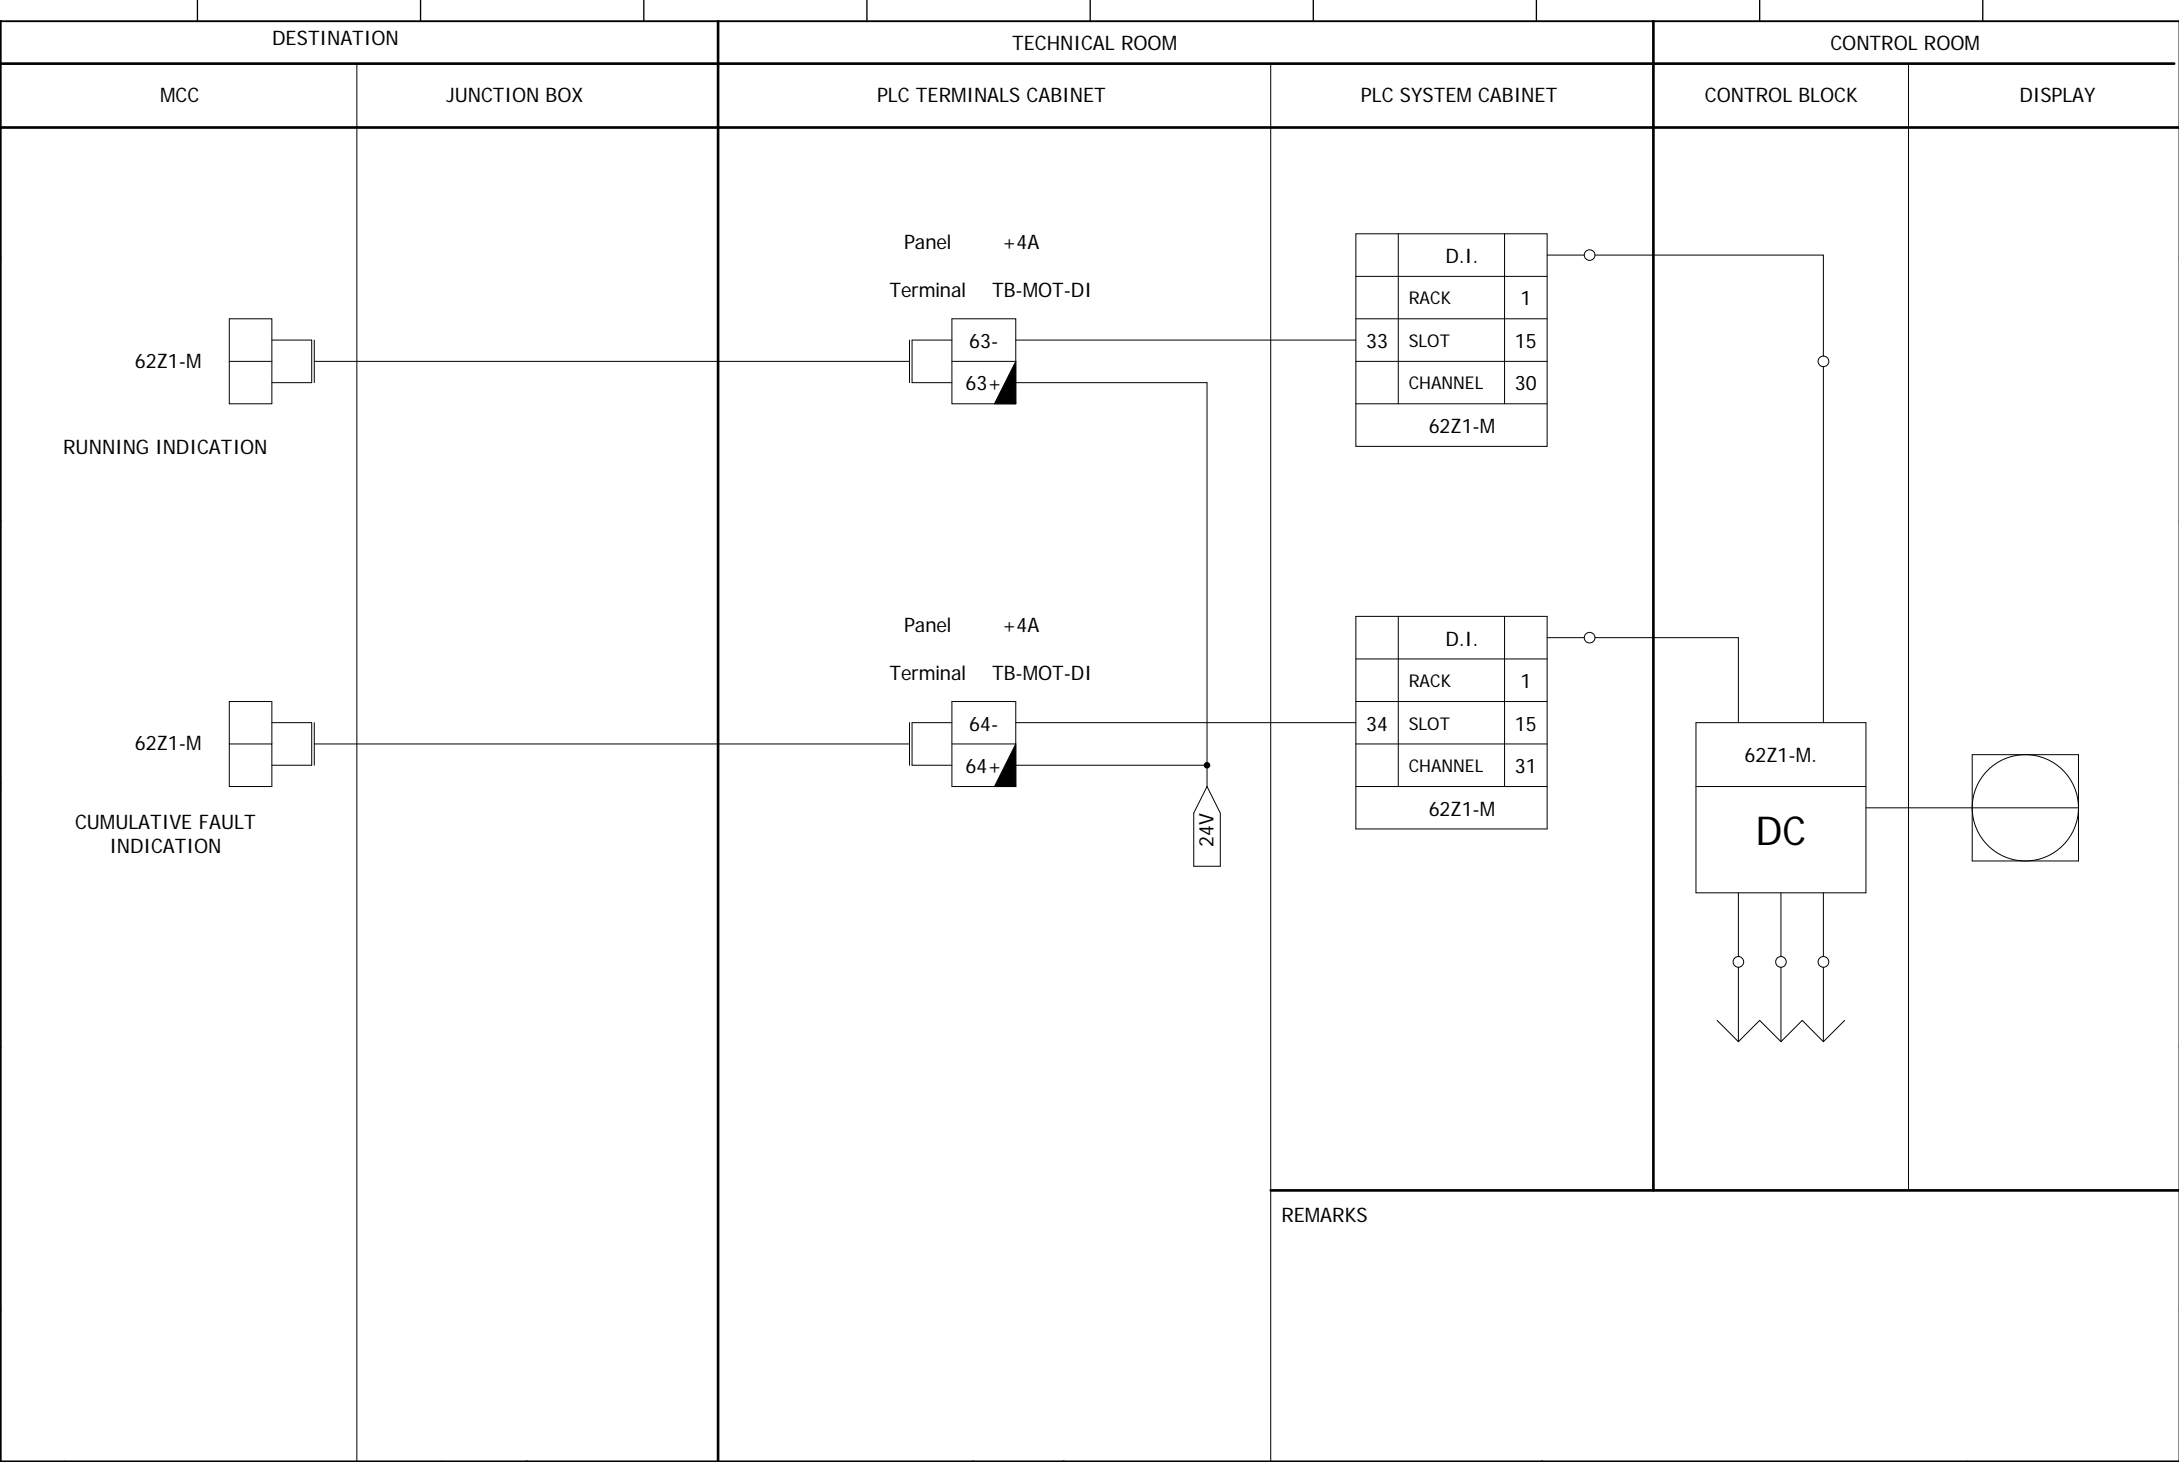 DESTINATION
TECHNICAL ROOM
CONTROL ROOM
MCC
JUNCTION BOX
PLC TERMINALS CABINET
PLC SYSTEM CABINET
CONTROL BLOCK
DISPLAY
Panel +4A
Terminal TB-MOT-DI
62Z1-M
RUNNING INDICATION
63-
63+
D.I.
RACK 1
33 SLOT 15
CHANNEL 30
62Z1-M
Panel +4A
Terminal TB-MOT-DI
62Z1-M
CUMULATIVE FAULT
INDICATION
64-
64+
24V
D.I.
RACK 1
34 SLOT 15
CHANNEL 31
62Z1-M
62Z1-M.
DC
REMARKS